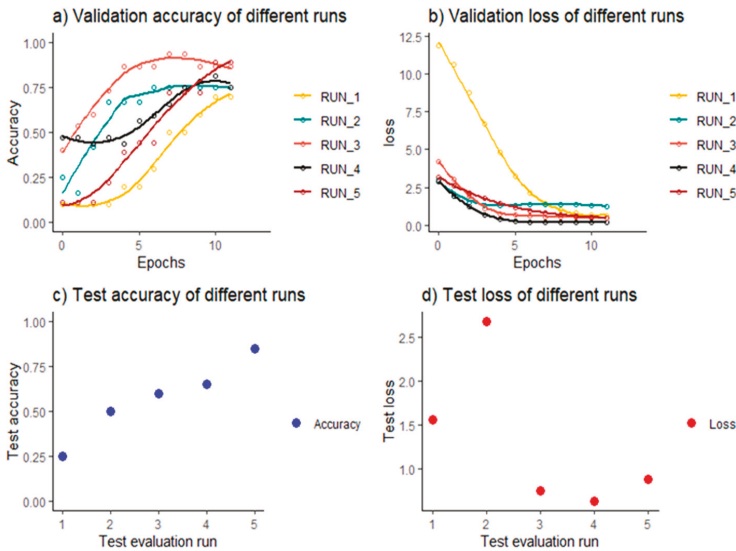 a) Validation accuracy of different runs
1.00
0.75
0.50
0.25
0.00
Accuracy
0
5
10
Epochs
RUN_1
RUN_2
RUN_3
RUN_4
RUN_5
b) Validation loss of different runs
12.5
10.0
7.5
5.0
2.5
0.0
loss
0
5
10
Epochs
RUN_1
RUN_2
RUN_3
RUN_4
RUN_5
c) Test accuracy of different runs
1.00
0.75
0.50
0.25
0.00
Test accuracy
1
2
3
4
5
Test evaluation run
Accuracy
d) Test loss of different runs
2.5
2.0
1.5
1.0
Test loss
1
2
3
4
5
Test evaluation run
Loss